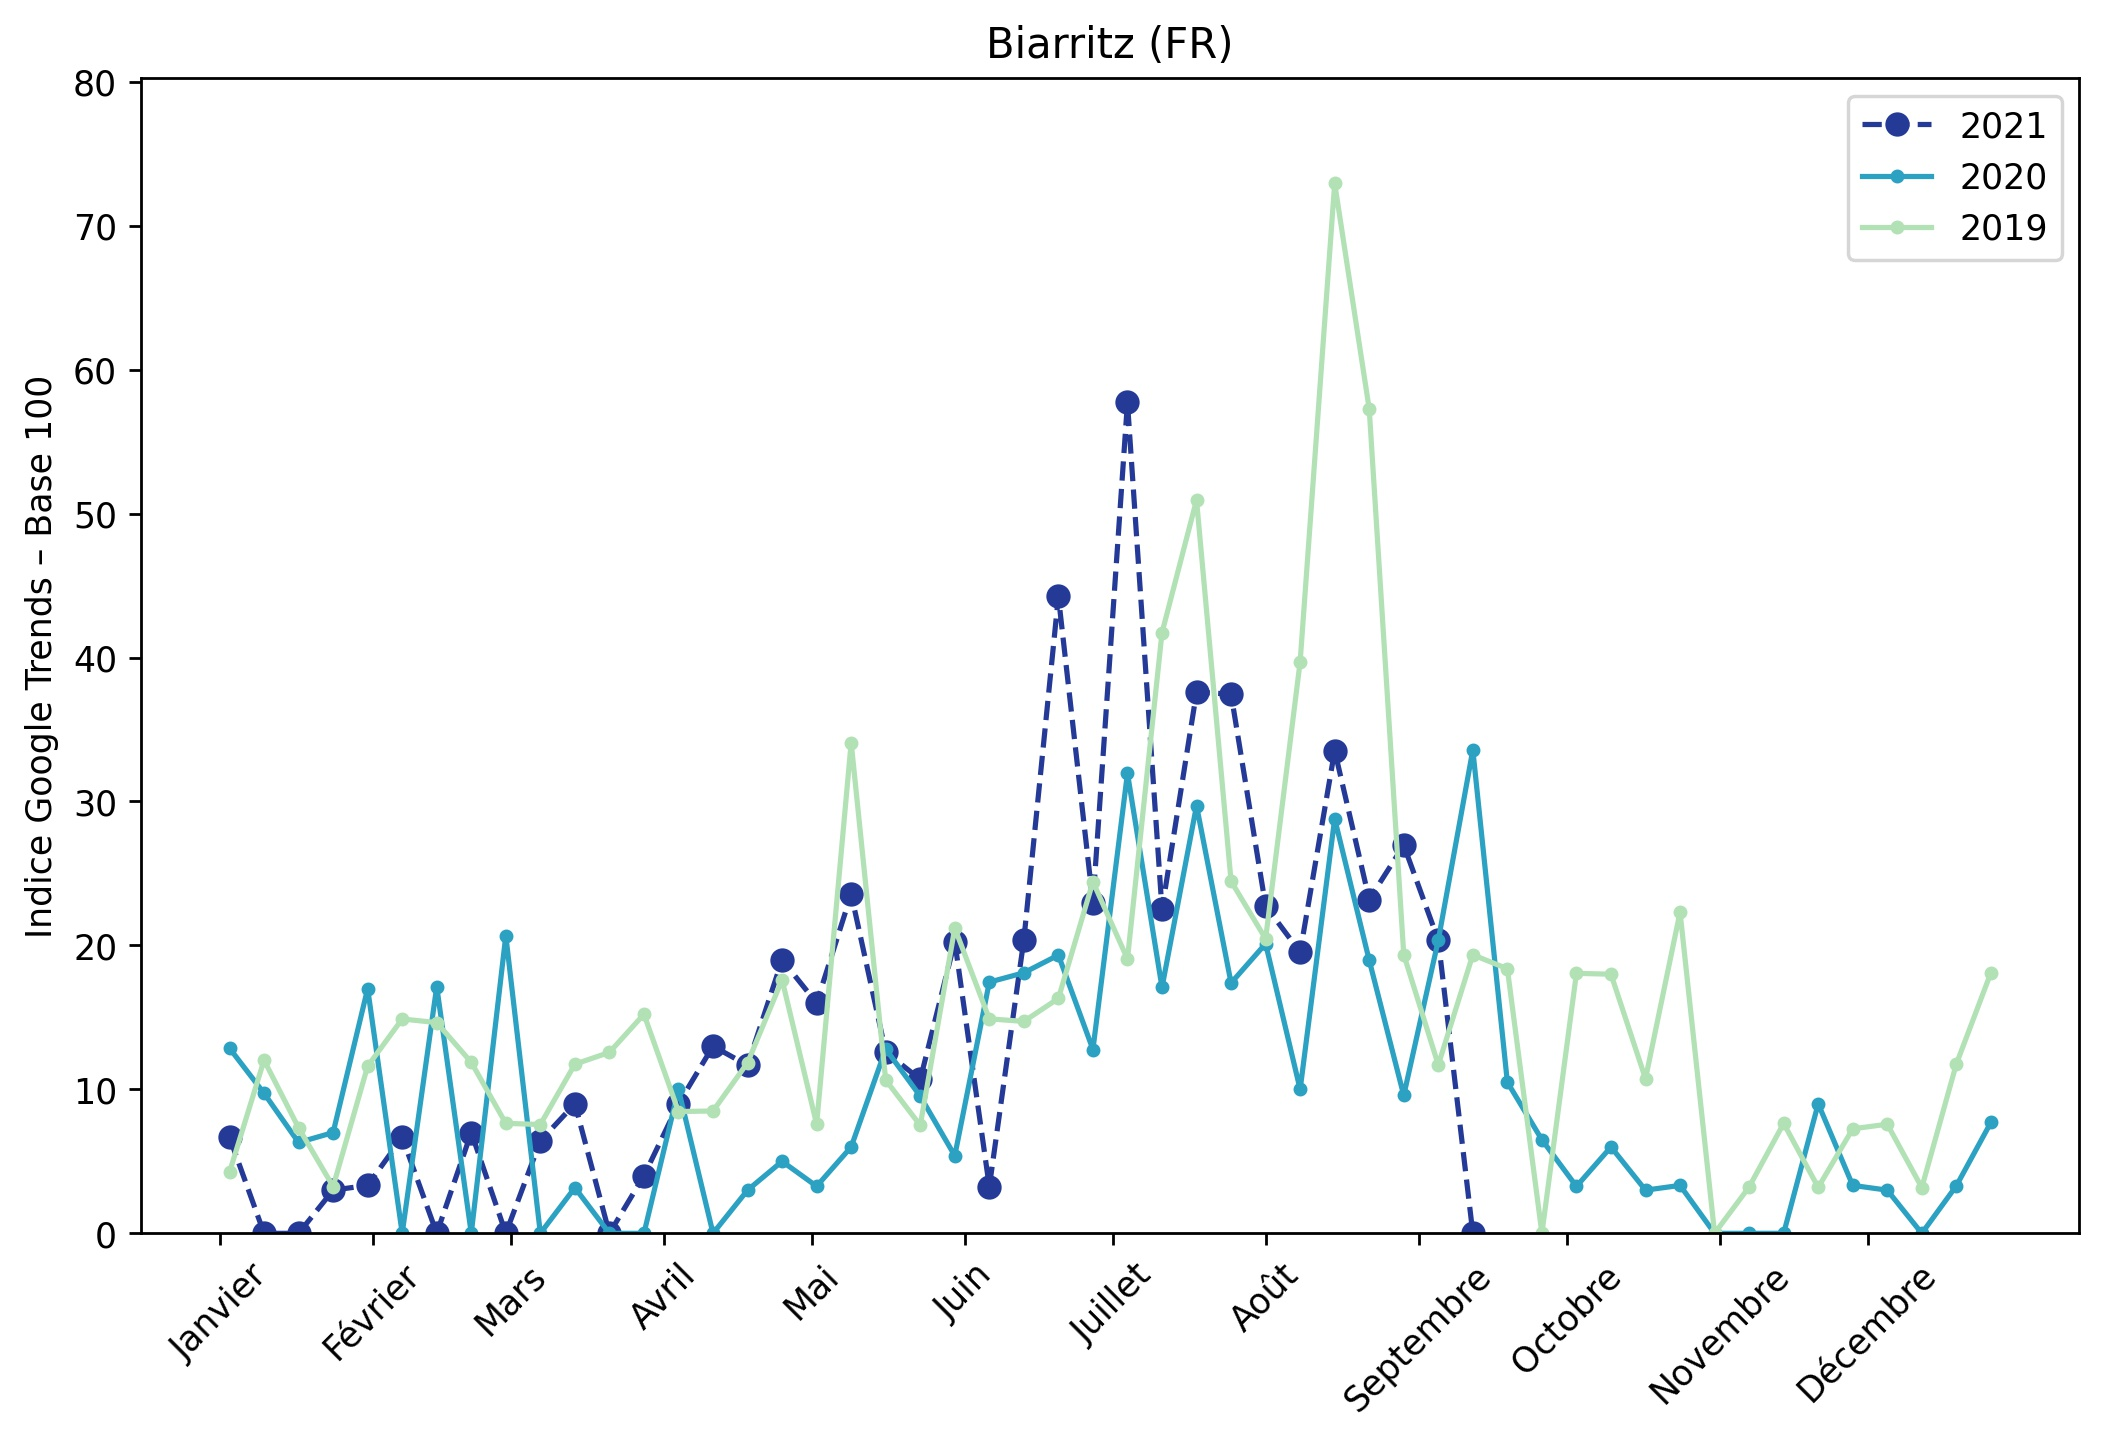 Biarritz (FR)
Indice Google Trends – Base 100
80
70
60
50
40
30
20
10
0
2021
2020
2019
Janvier
Février
Mars
Avril
Mai
Juin
Juillet
Août
Septembre
Octobre
Novembre
Décembre